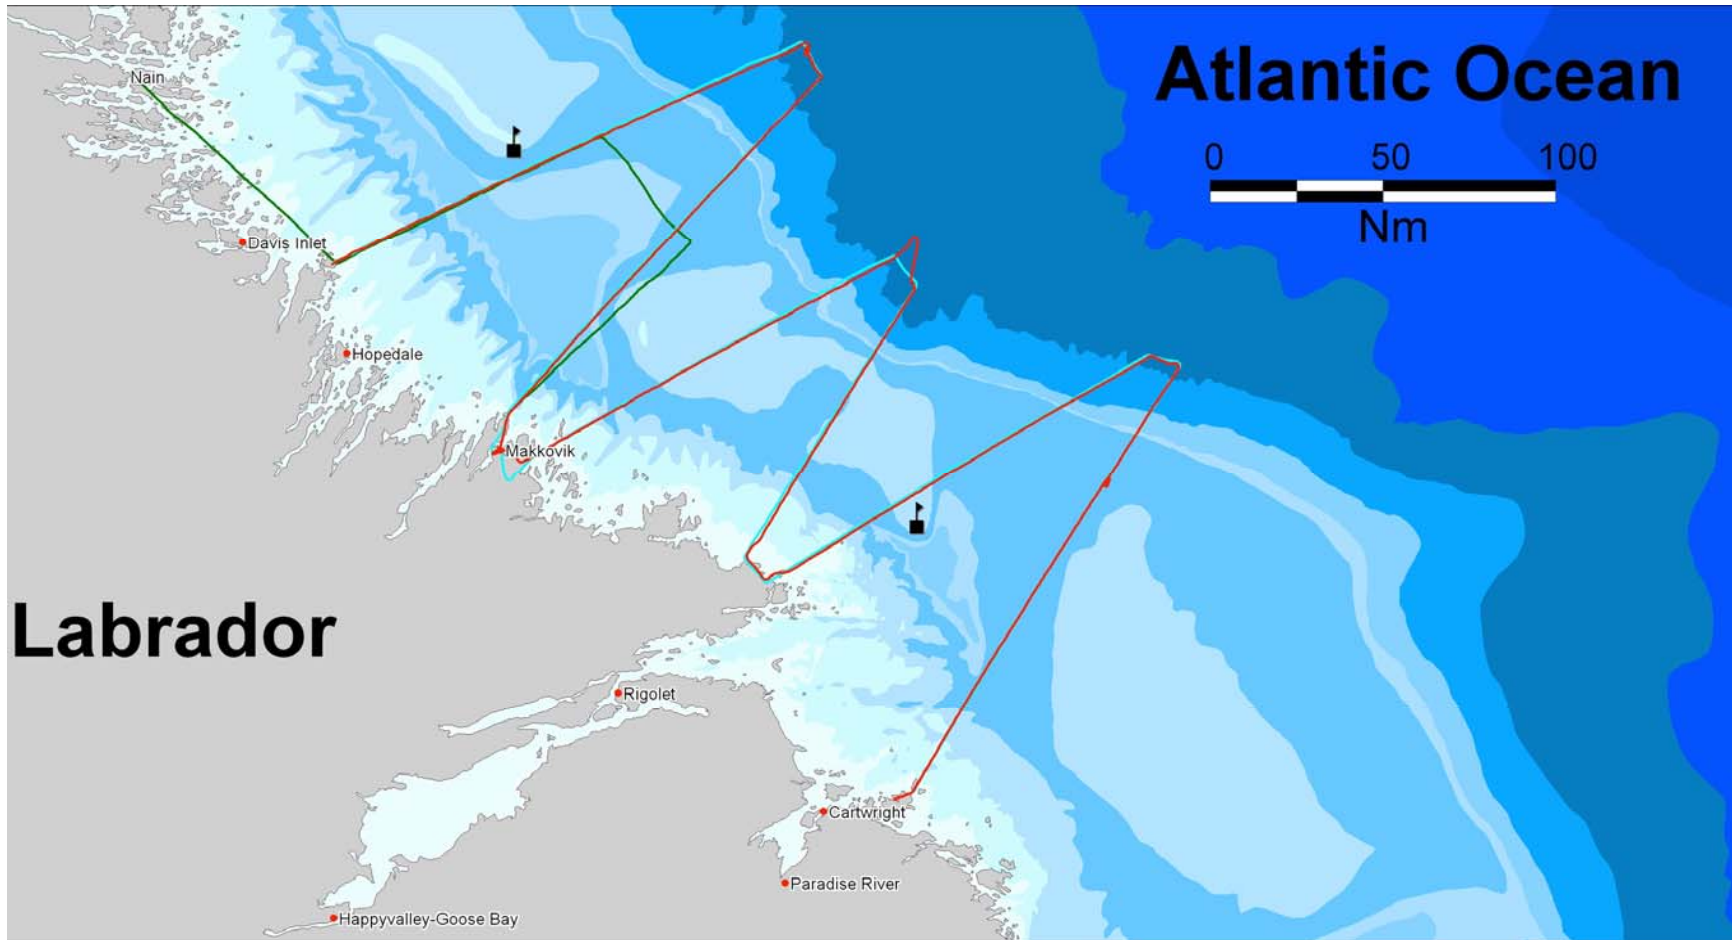 Atlantic Ocean
Nain
0 50 100
Nm
Davis Inlet
Hopedale
Makkovik
Labrador
Rigolet
Cartwright
Paradise River
Happyvalley-Goose Bay